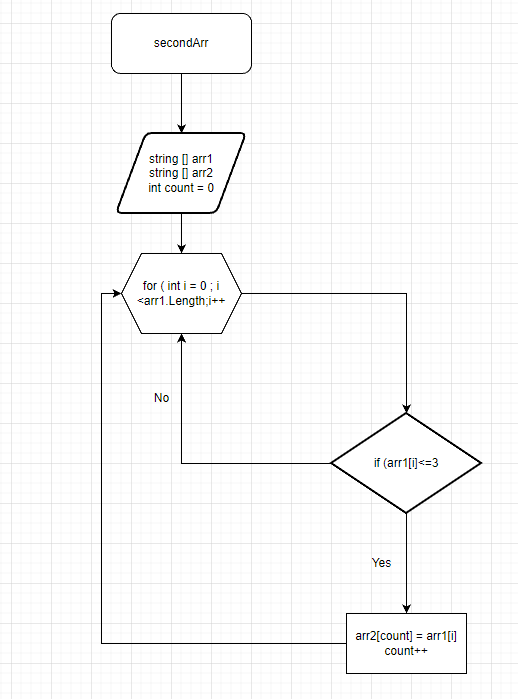 secondArr
string [] arr1
string [] arr2
int count = 0
for ( int i = 0 ; i
<arr1.Length;i++
No
if (arr1[i]<=3
Yes
arr2[count] = arr1[i]
count++